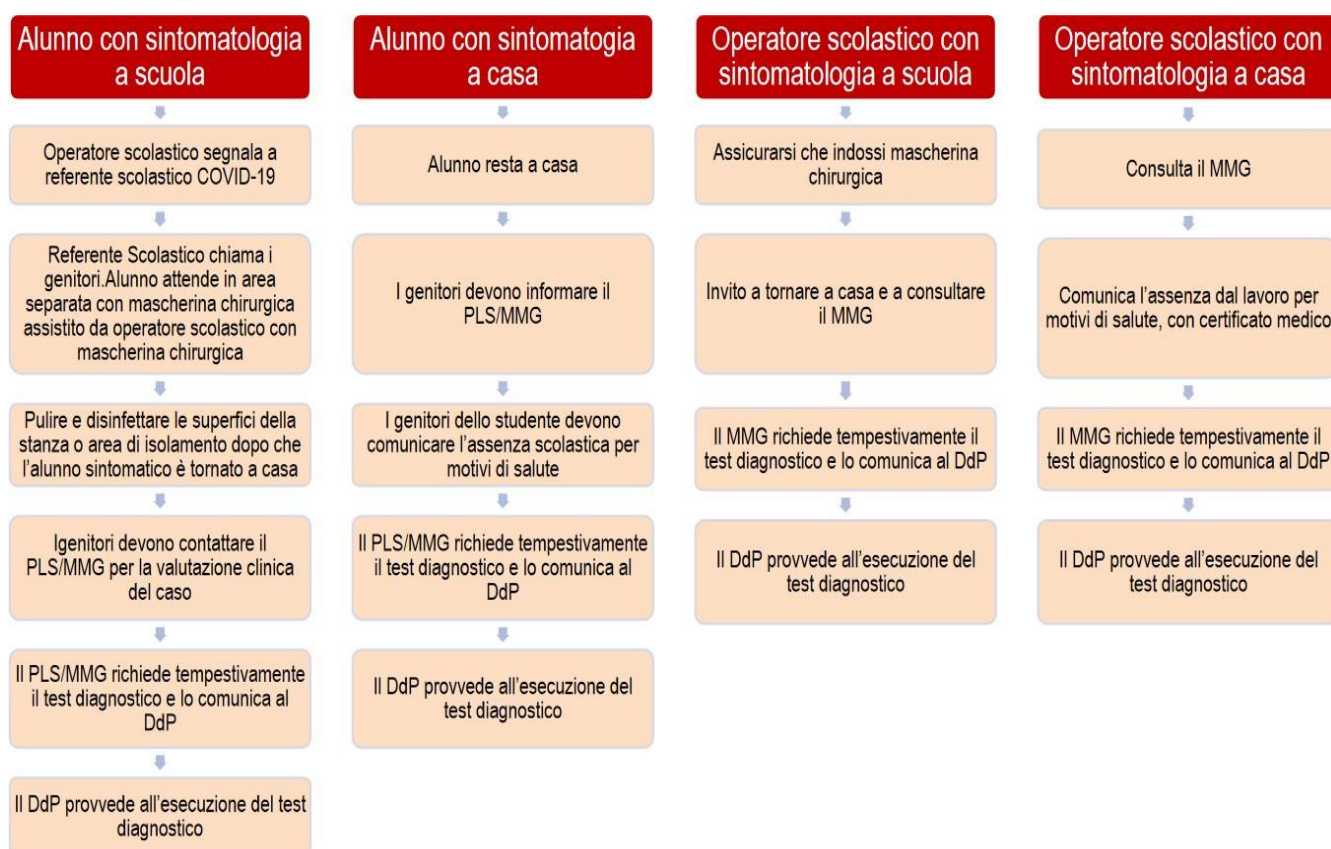 Alunno con sintomatologia
a scuola
Operatore scolastico segnala a
referente scolastico COVID-19
Referente Scolastico chiama i
genitori.Alunno attende in area
separata con mascherina chirurgica
assistito da operatore scolastico con
mascherina chirurgica
Pulire e disinfettare le superfici della
stanza o area di isolamento dopo che
l'alunno sintomatico è tornato a casa
Igenitori devono contattare il
PLS/MMG per la valutazione clinica
del caso
Il PLS/MMG richiede tempestivamente
il test diagnostico e lo comunica al
DdP
Il DdP provvede all'esecuzione del test
diagnostico
Alunno con sintomatogia
a casa
Alunno resta a casa
I genitori devono informare il
PLS/MMG
I genitori dello studente devono
comunicare l'assenza scolastica per
motivi di salute
Il PLS/MMG richiede tempestivamente
il test diagnostico e lo comunica al
DdP
Il DdP provvede all'esecuzione del
test diagnostico
Operatore scolastico con
sintomatologia a scuola
Assicurarsi che indossi mascherina
chirurgica
Invito a tornare a casa e a consultare
il MMG
Il MMG richiede tempestivamente il
test diagnostico e lo comunica al DdP
Il DdP provvede all'esecuzione del
test diagnostico
Operatore scolastico con
sintomatologia a casa
Consulta il MMG
Comunica l'assenza dal lavoro per
motivi di salute, con certificato medico
Il MMG richiede tempestivamente il
test diagnostico e lo comunica al DdP
Il DdP provvede all'esecuzione del
test diagnostico